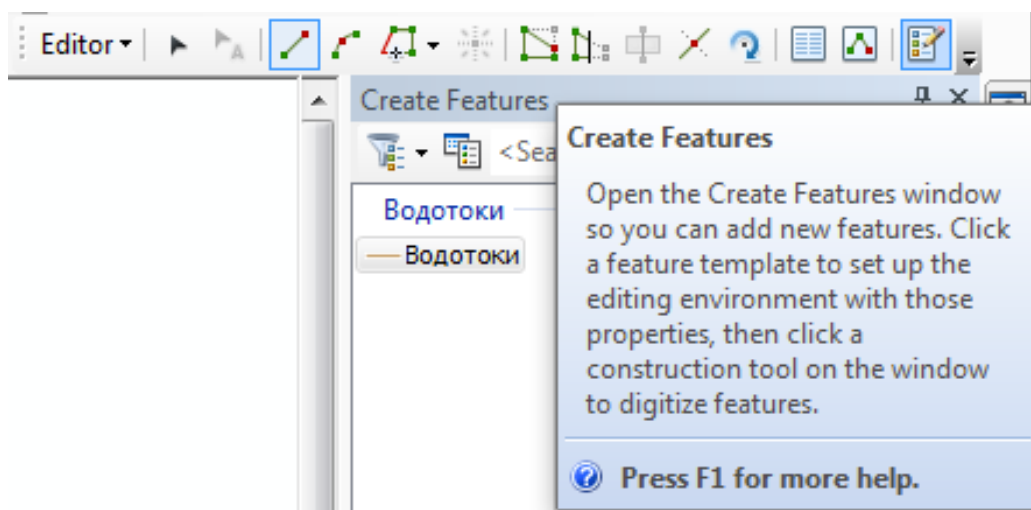 Editor
Create Features
<Sea
Водотоки
Водотоки
Create Features
Open the Create Features window
so you can add new features. Click
a feature template to set up the
editing environment with those
properties, then click a
construction tool on the window
to digitize features.
Press F1 for more help.